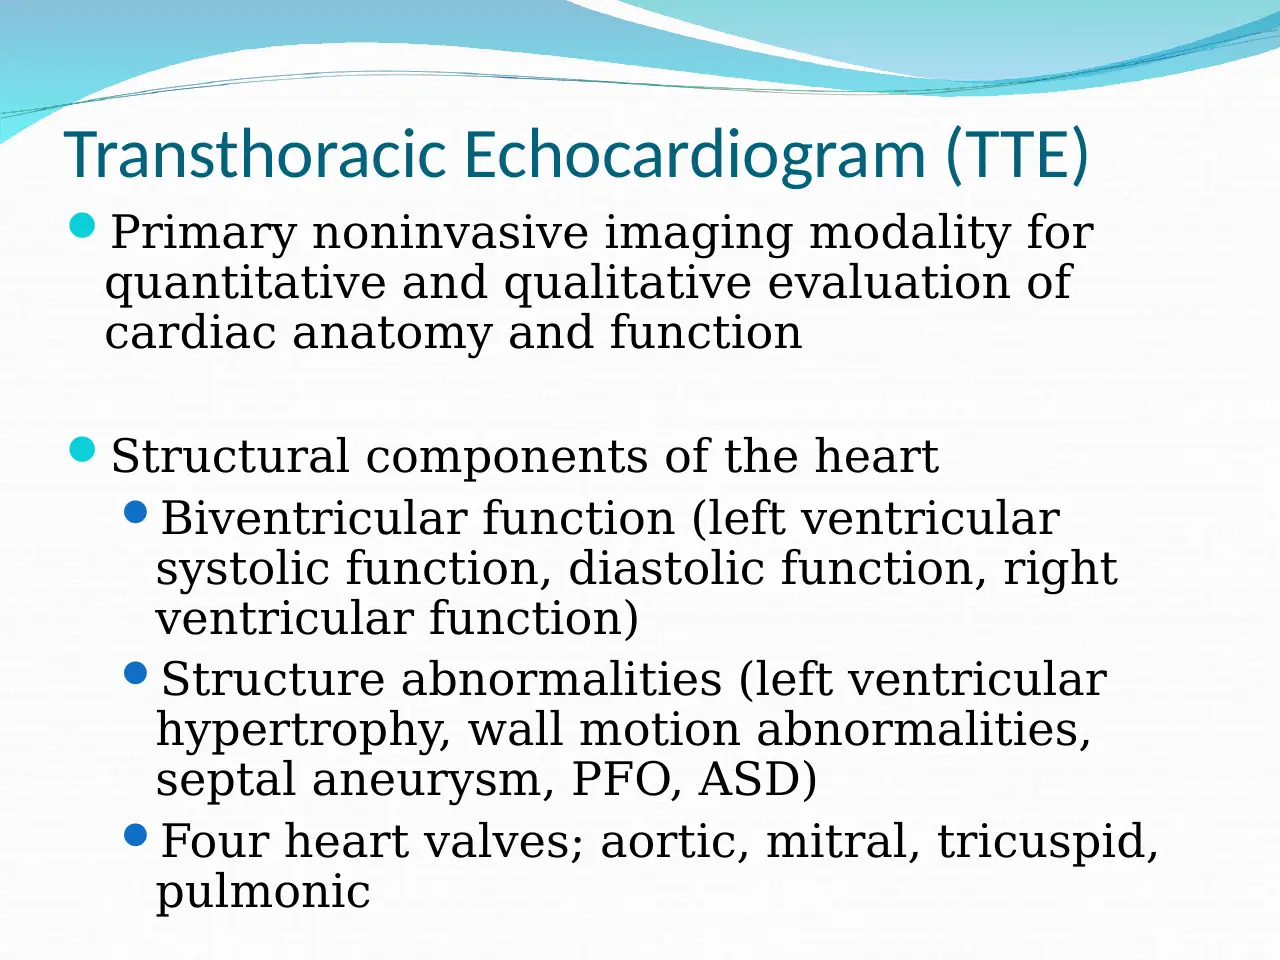 Transthoracic Echocardiogram (TTE)
Primary noninvasive imaging modality for
quantitative and qualitative evaluation of
cardiac anatomy and function
Structural components of the heart
Biventricular function (left ventricular
systolic function, diastolic function, right
ventricular function)
Structure abnormalities (left ventricular
hypertrophy, wall motion abnormalities,
septal aneurysm, PFO, ASD)
Four heart valves; aortic, mitral, tricuspid,
pulmonic